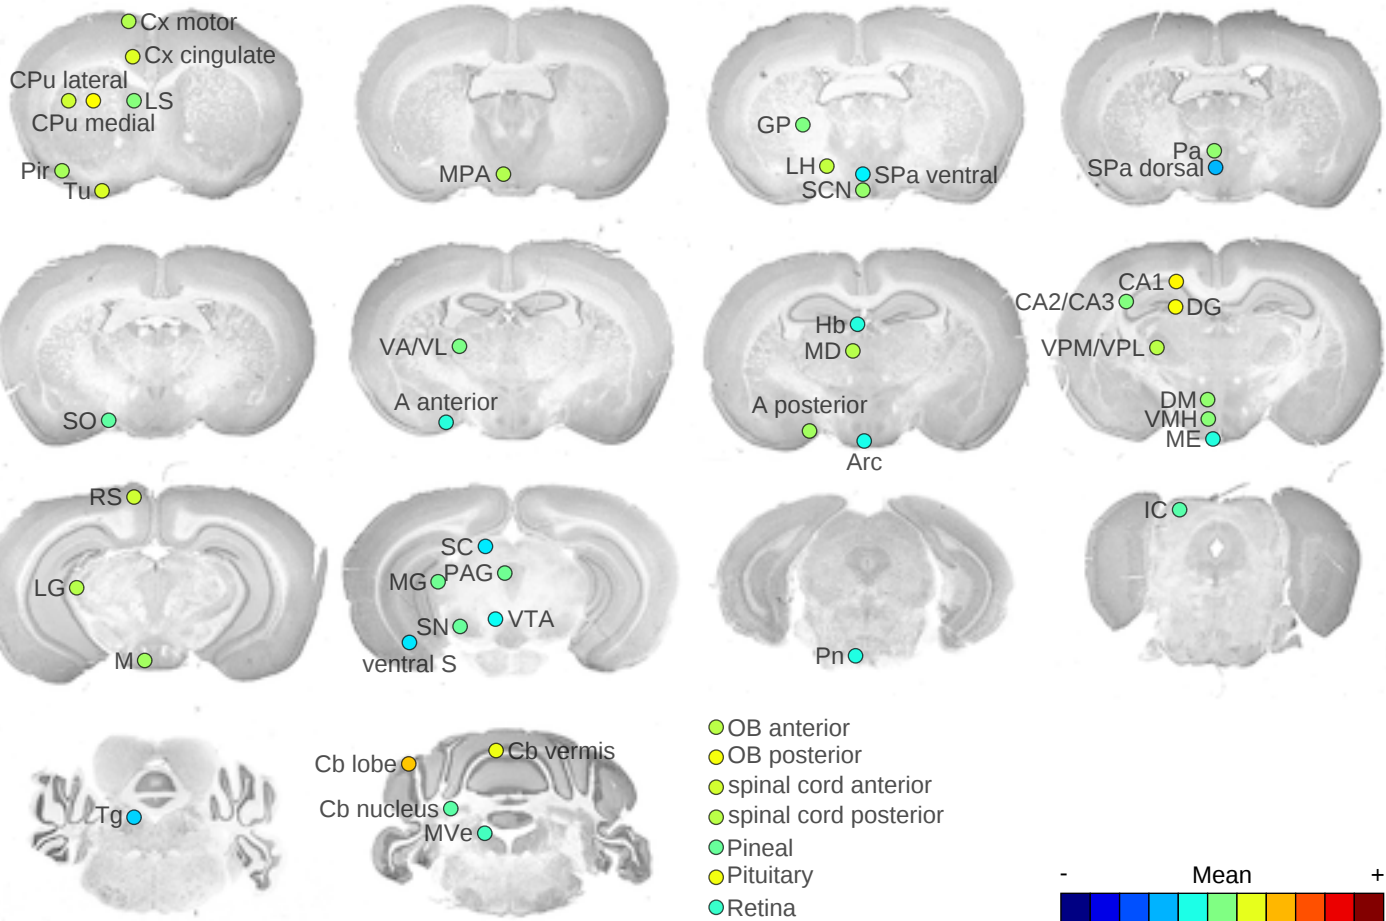 Cx motor
Cx cingulate
CPu lateral
LS
CPu medial
Pir
Tu
MPA
GP
LH
SPa ventral
SCN
Pa
SPa dorsal
SO
VA/VL
A anterior
Hb
MD
A posterior
Arc
CA1
CA2/CA3
DG
VPM/VPL
DM
VMH
ME
RS
LG
M
SC
MG
PAG
SN
VTA
ventral S
Pn
IC
Tg
Cb lobe
Cb vermis
Cb nucleus
MVe
OB anterior
OB posterior
spinal cord anterior
spinal cord posterior
Pineal
Pituitary
Retina
- Mean +